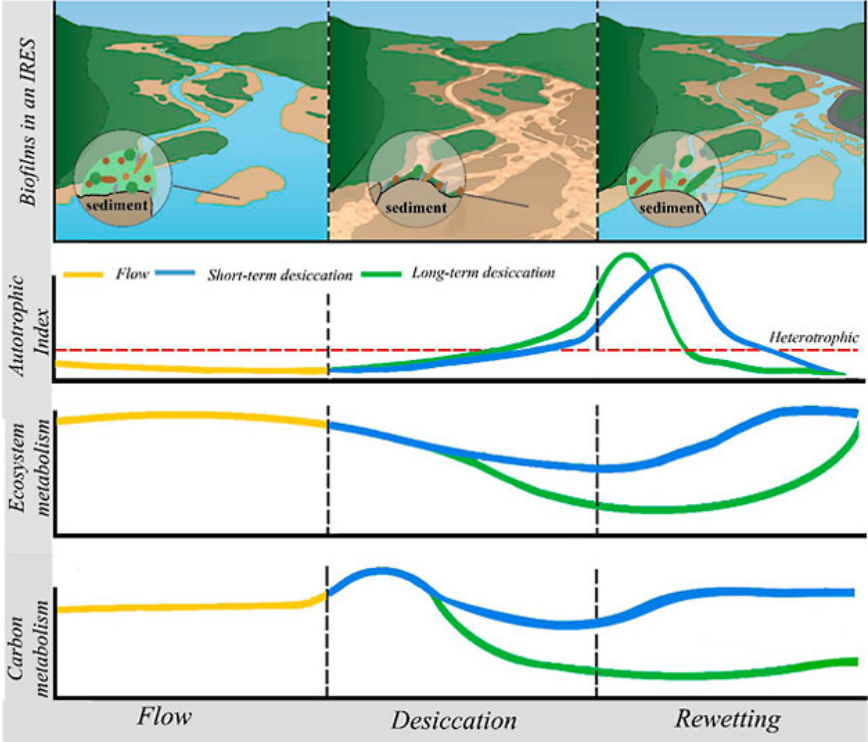 Biofilms in an IRES
sediment
sediment
sediment
Autotrophic
Index
Flow
Short-term desiccation
Long-term desiccation
Heterotrophic
Ecosystem
metabolism
Carbon
metabolism
Flow
Desiccation
Rewetting